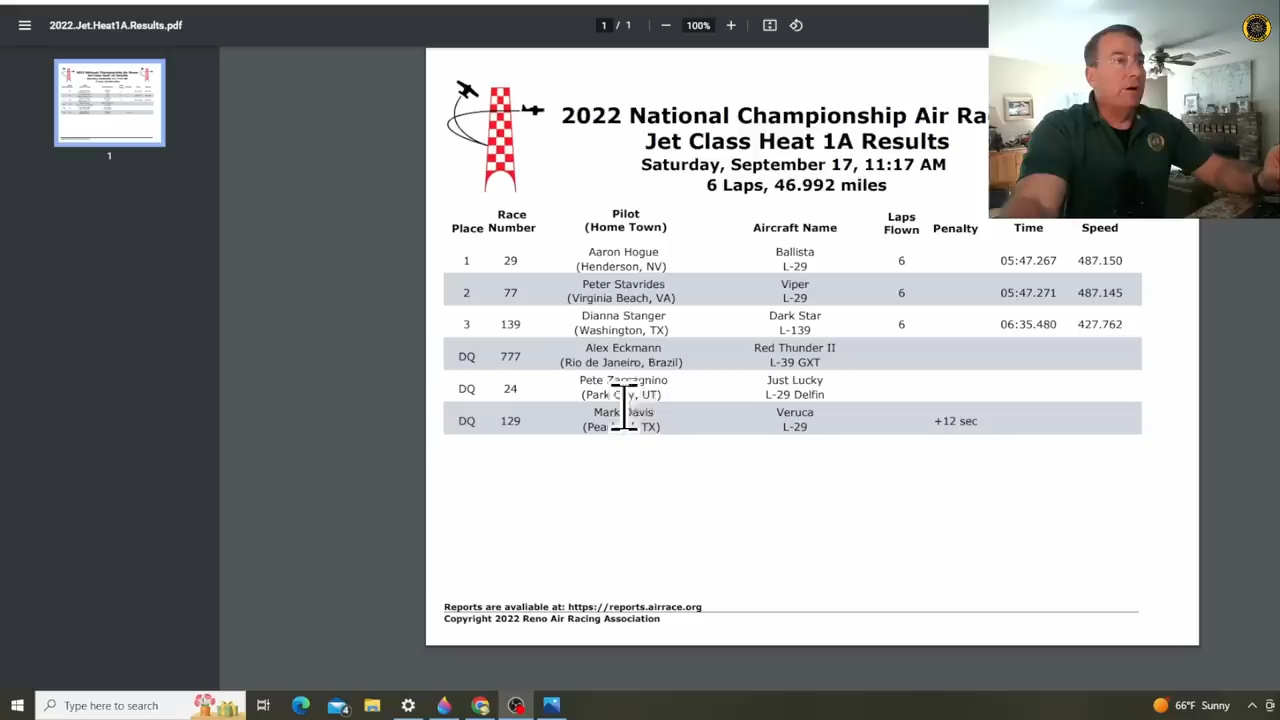 2022.Jet.Heat1A.Results.pdf
1 / 1
100%
1
2022 National Championship Air Ra
Jet Class Heat 1A Results
Saturday, September 17, 11:17 AM
6 Laps, 46.992 miles
Place Race Number Pilot (Home Town) Aircraft Name Laps Flown Penalty Time Speed
1 29 Aaron Hogue Ballista 6 05:47.267 487.150
(Henderson, NV) L-29
2 77 Peter Stavrides Viper 6 05:47.271 487.145
(Virginia Beach, VA) L-29
3 139 Dianna Stanger Dark Star 6 06:35.480 427.762
(Washington, TX) L-139
DQ 777 Alex Eckmann Red Thunder II
(Rio de Janeiro, Brazil) L-39 GXT
DQ 24 Pete Just Lucky
(Park UT) L-29 Delfin
DQ 129 Mark Davis Veruca +12 sec
TX) L-29
Reports are avaliable at: https://reports.airrace.org
Copyright 2022 Reno Air Racing Association
Type here to search
4
66°F Sunny